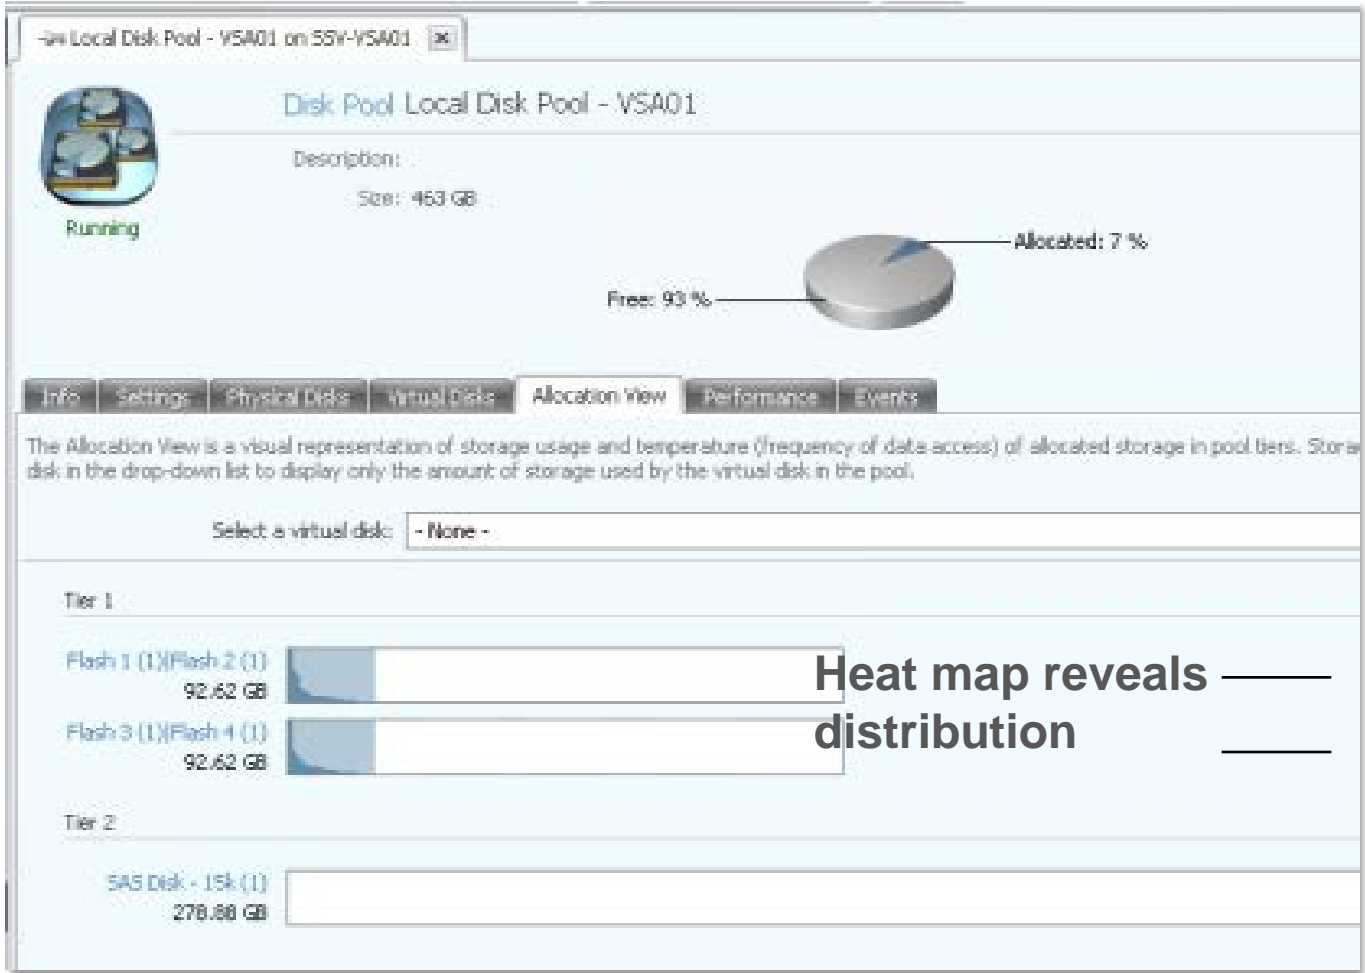 Local Disk Pool - VSA01 on SSV-VSA01
Disk Pool Local Disk Pool - VSA01
Description:
Size: 463 GB
Running
Allocated: 7 %
Free: 93 %
Info Settings Physical Disks Virtual Disks Allocation View Performance Events
The Allocation View is a visual representation of storage usage and temperature (frequency of data access) of allocated storage in pool tiers. Storag
disk in the drop-down list to display only the amount of storage used by the virtual disk in the pool.
Select a virtual disk: - None -
Tier 1
Flash 1 (1)|Flash 2 (1)
92.62 GB
Heat map reveals
distribution
Flash 3 (1)|Flash 4 (1)
92.62 GB
Tier 2
SAS Disk - 15k (1)
278.88 GB